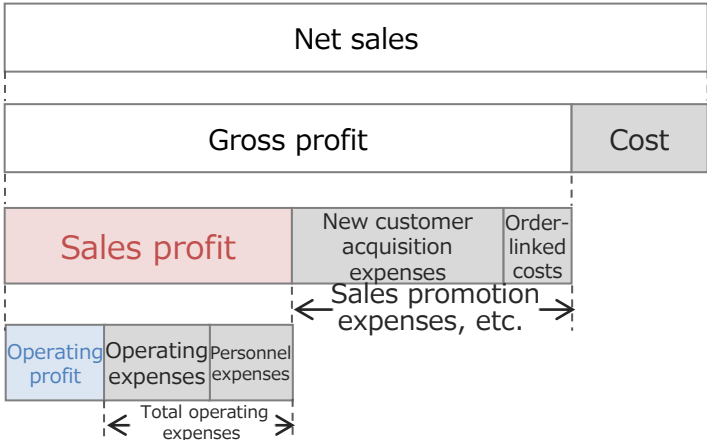 Net sales
Gross profit
Cost
Sales profit
New customer
acquisition
expenses
Order-
linked
costs
Sales promotion
expenses, etc.
Operating
profit
Operating
expenses
Personnel
expenses
Total operating
expenses